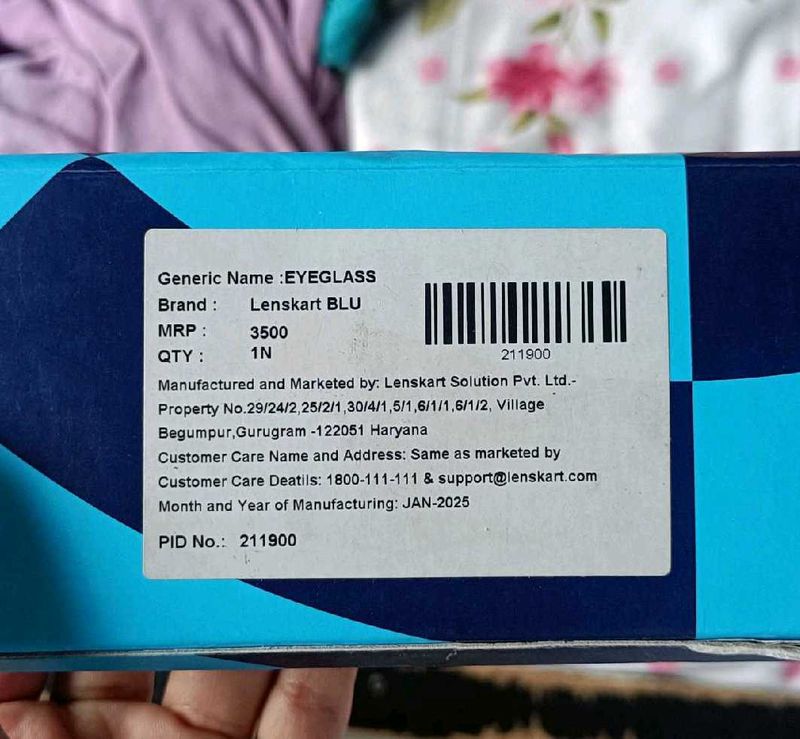 Generic Name :EYEGLASS
Brand : Lenskart BLU
MRP : 3500
QTY : 1N
211900
Manufactured and Marketed by: Lenskart Solution Pvt. Ltd.-
Property No.29/24/2,25/2/1,30/4/1,5/1,6/1/1,6/1/2, Village
Begumpur,Gurugram -122051 Haryana
Customer Care Name and Address: Same as marketed by
Customer Care Deatils: 1800-111-111 & support@lenskart.com
Month and Year of Manufacturing: JAN-2025
PID No.: 211900